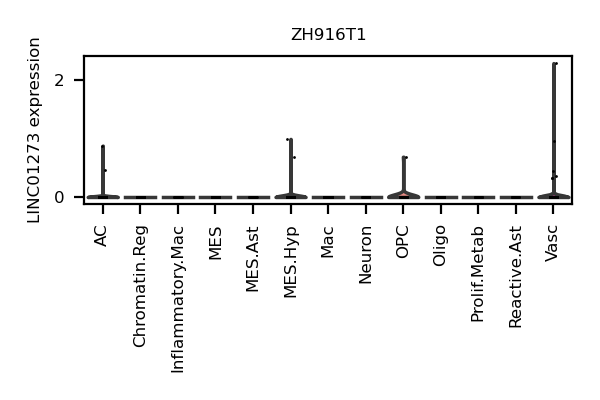 ZH916T1
LINC01273 expression
2
0
AC
Chromatin.Reg
Inflammatory.Mac
MES
MES.Ast
MES.Hyp
Mac
Neuron
OPC
Oligo
Prolif.Metab
Reactive.Ast
Vasc